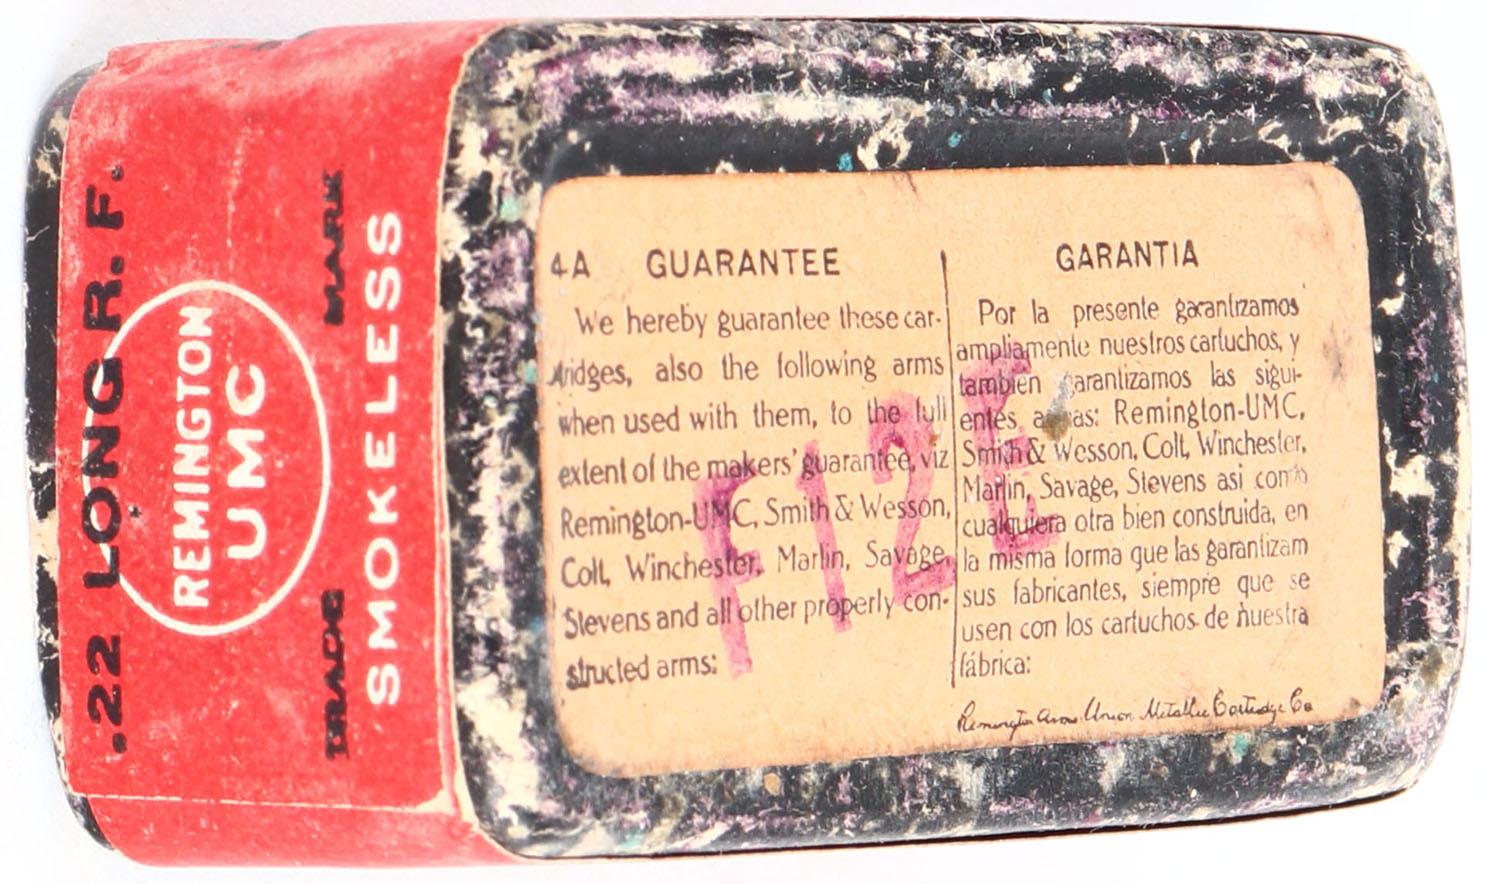 .22 LONG R. F.
REMINGTON
UMC
TRADE MARK
SMOKELESS
4A GUARANTEE
We hereby guarantee these car-
tridges, also the following arms
when used with them, to the full
extent of the makers' guarantee, viz
Remington-UMC, Smith & Wesson,
Colt, Winchester, Marlin, Savage,
Stevens and all other properly con-
structed arms:
GARANTIA
Por la presente garantizamos
ampliamente nuestros cartuchos, y
tambien garantizamos las sigui-
entes armas: Remington-UMC,
Smith & Wesson, Colt, Winchester,
Marlin, Savage, Stevens asi como
cualquiera otra bien construida, en
la misma forma que las garantizam
sus fabricantes, siempre que se
usen con los cartuchos de nuestra
fábrica:
Remington Arms Union Metallic Cartridge Co
F12